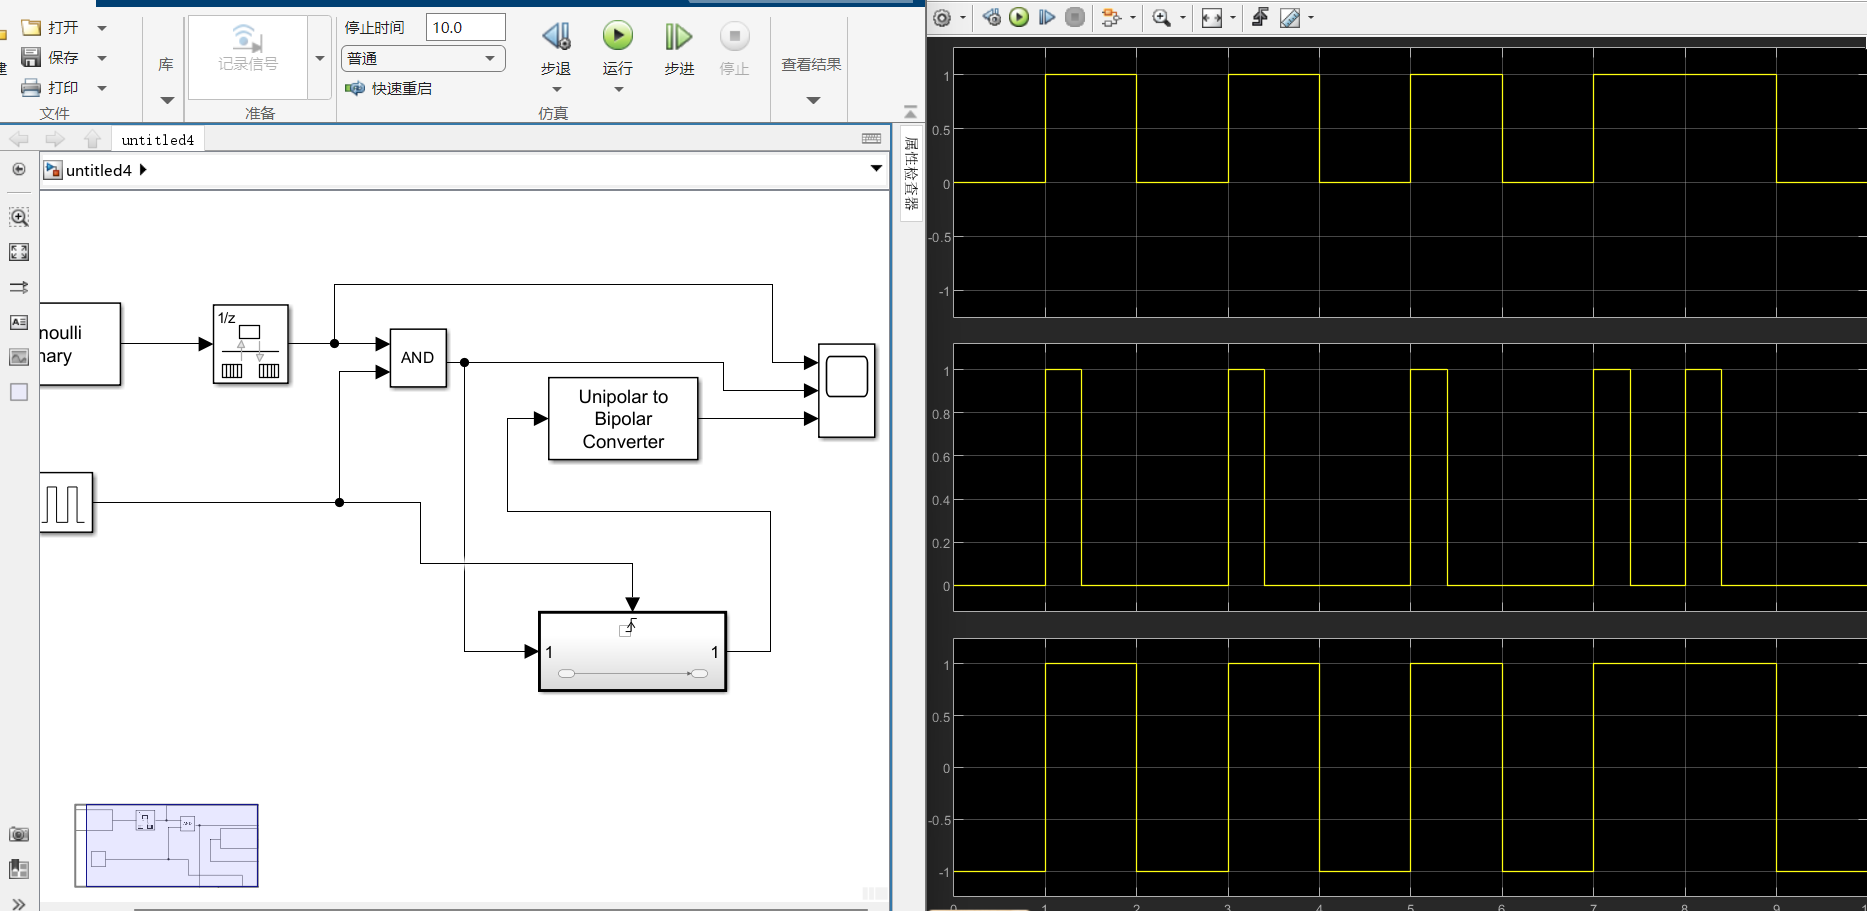 打开
保存
建
打印
文件
库
记录信号
准备
停止时间
10.0
普通
快速重启
步退
运行
步进
停止
仿真
查看结果
untitled4
untitled4
属性检查器
noulli
nary
1/z
AND
Unipolar to
Bipolar
Converter
1
1
1
0.5
0
-0.5
-1
1
0.8
0.6
0.4
0.2
0
1
0.5
0
-0.5
-1
0 1 2 3 4 5 6 7 8 9